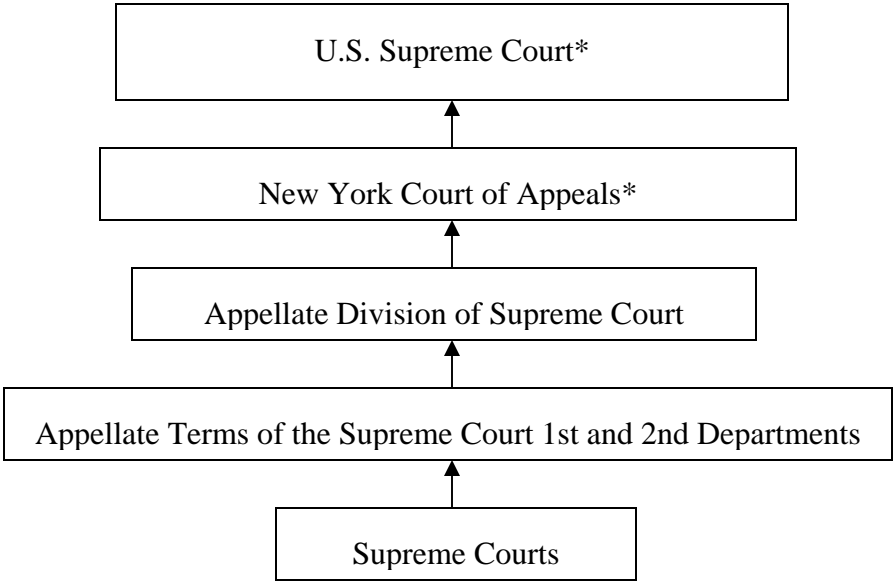 U.S. Supreme Court*
New York Court of Appeals*
Appellate Division of Supreme Court
Appellate Terms of the Supreme Court 1st and 2nd Departments
Supreme Courts